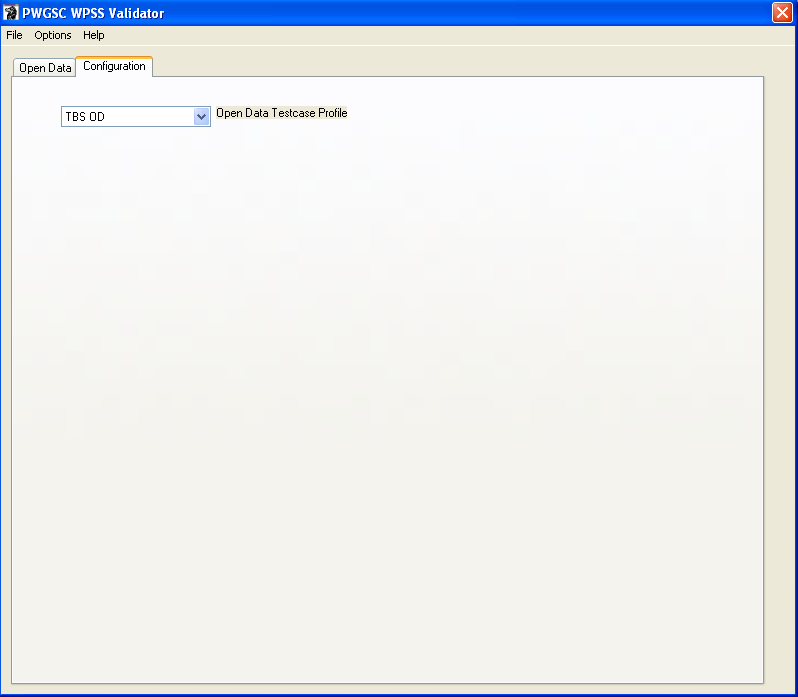 PWGSC WPSS Validator
File Options Help
Open Data Configuration
TBS OD Open Data Testcase Profile